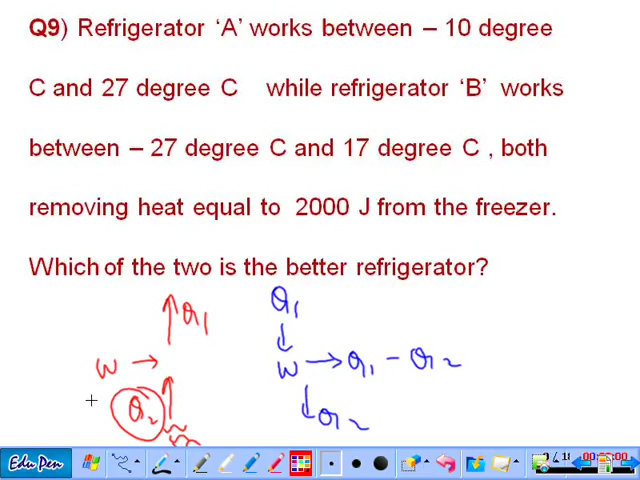 Q9) Refrigerator ‘A’ works between – 10 degree
C and 27 degree C while refrigerator ‘B’ works
between – 27 degree C and 17 degree C , both
removing heat equal to 2000 J from the freezer.
Which of the two is the better refrigerator?
Q1
Q1
W → W → Q1 – Q2
Q2
Q2
Edu Pen